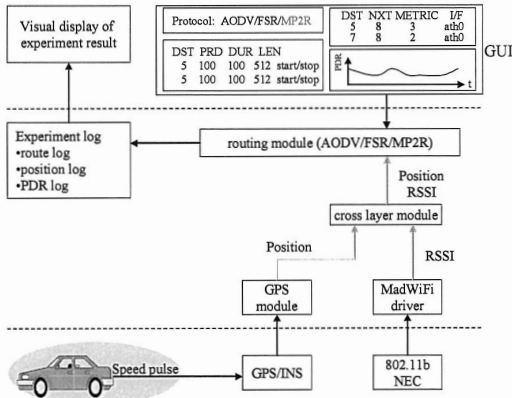 Visual display of
experiment result
Protocol: AODV/FSR/MP2R
DST PRD DUR LEN
5 100 100 512 start/stop
5 100 100 512 start/stop
DST NXT METRIC I/F
5 8 3 ath0
7 8 2 ath0
PDR
t
GUI
Experiment log
•route log
•position log
•PDR log
routing module (AODV/FSR/MP2R)
Position
RSSI
cross layer module
Position
RSSI
GPS
module
MadWiFi
driver
Speed pulse
GPS/INS
802.11b
NEC